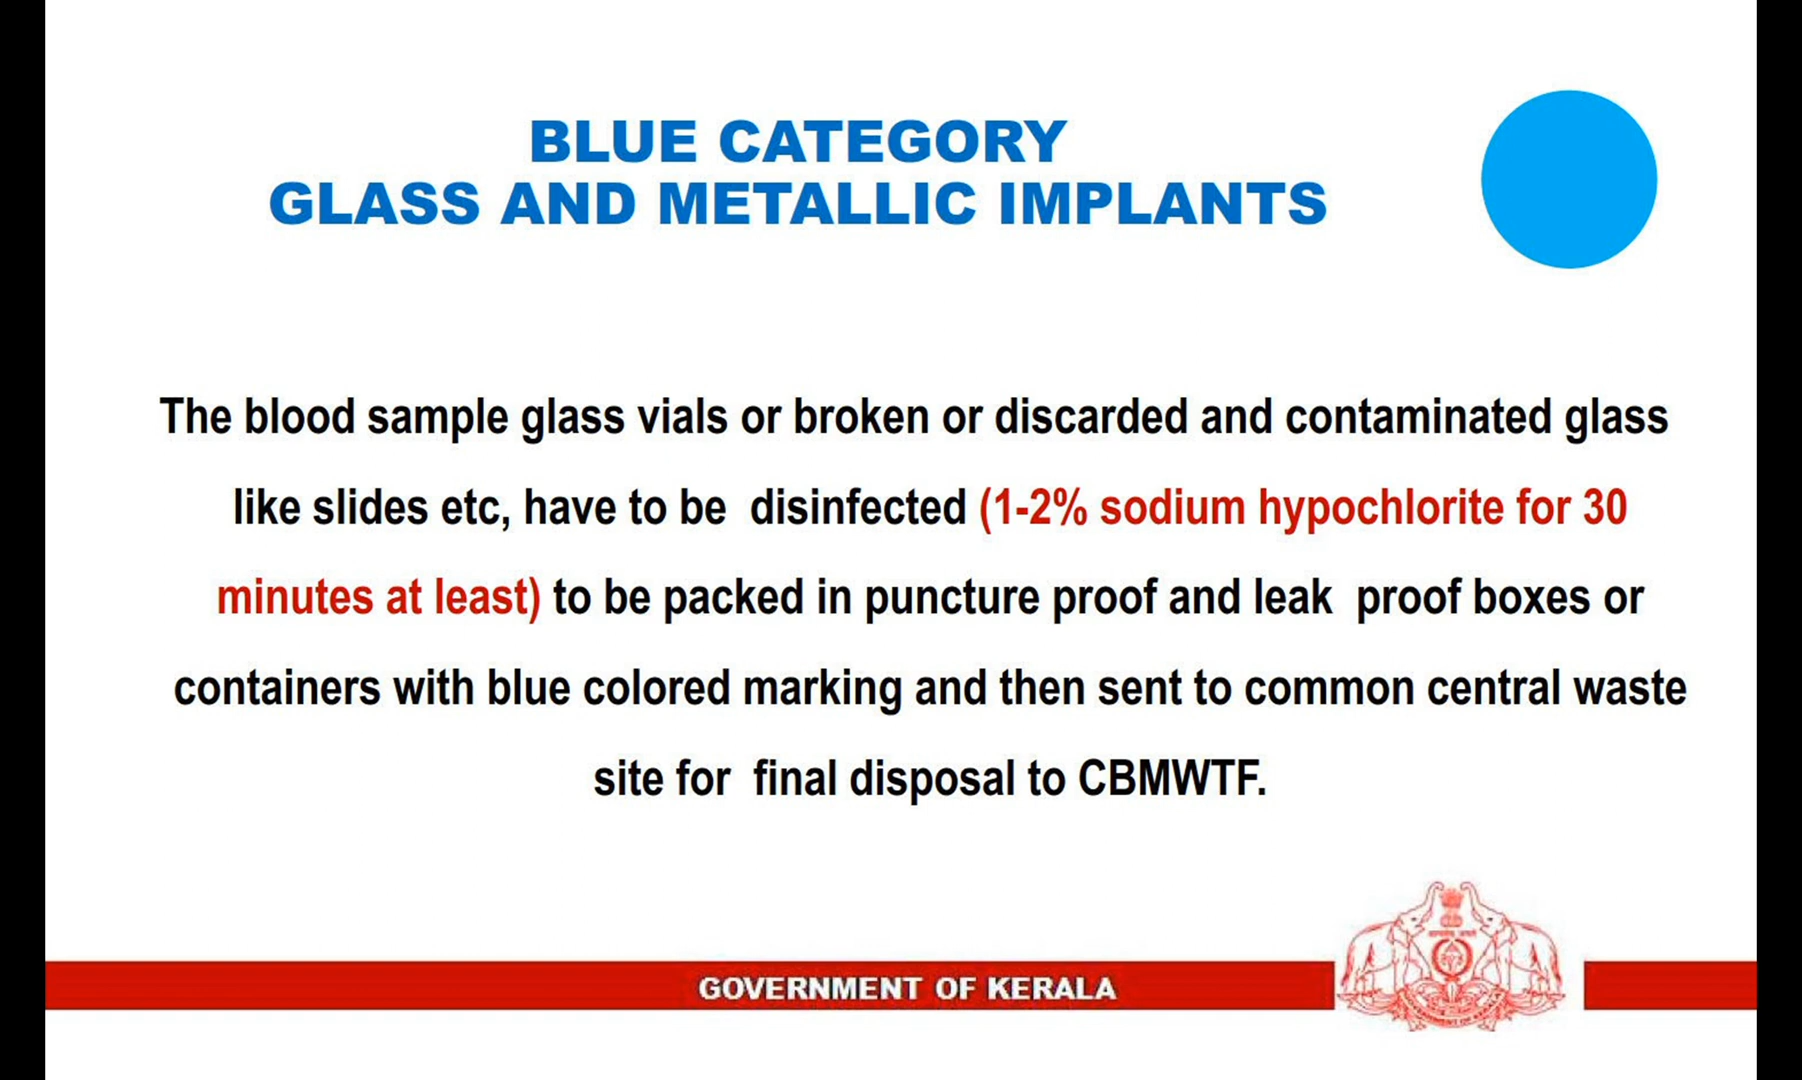 BLUE CATEGORY
GLASS AND METALLIC IMPLANTS
The blood sample glass vials or broken or discarded and contaminated glass
like slides etc, have to be disinfected (1-2% sodium hypochlorite for 30
minutes at least) to be packed in puncture proof and leak proof boxes or
containers with blue colored marking and then sent to common central waste
site for final disposal to CBMWTF.
GOVERNMENT OF KERALA
GOVERNMENT OF KERALA